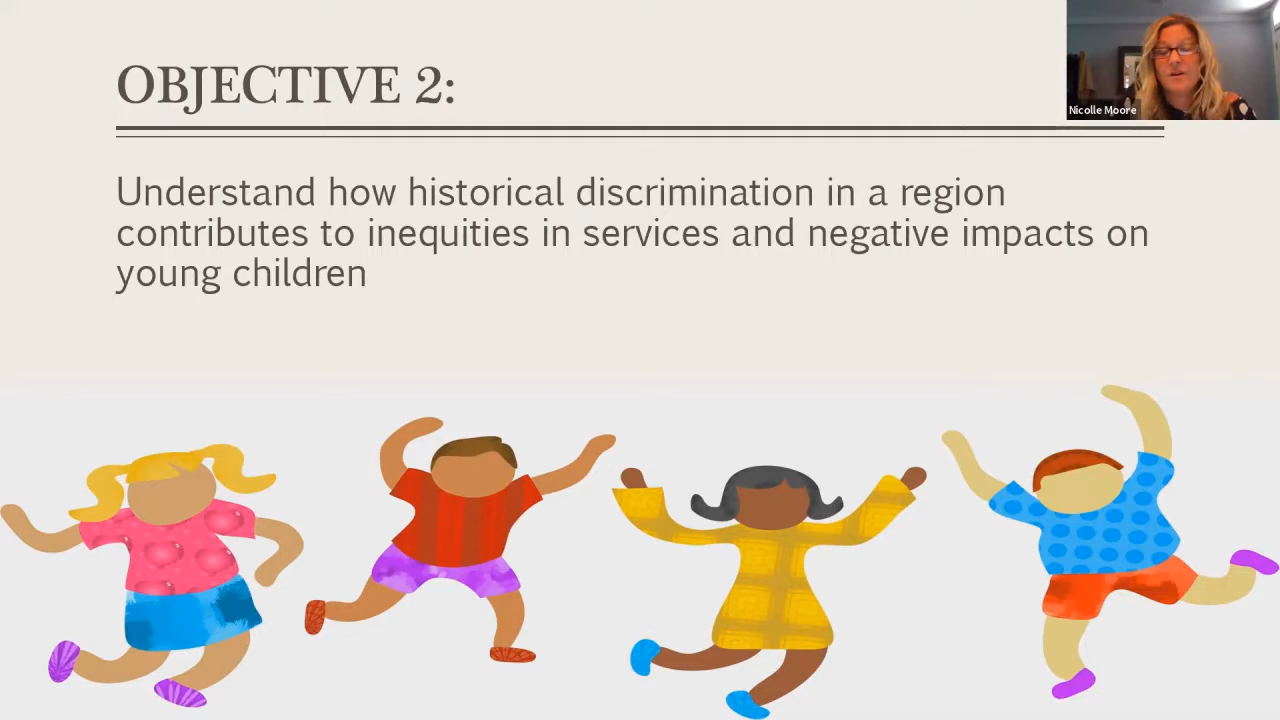 OBJECTIVE 2:
Nicolle Moore
Understand how historical discrimination in a region
contributes to inequities in services and negative impacts on
young children